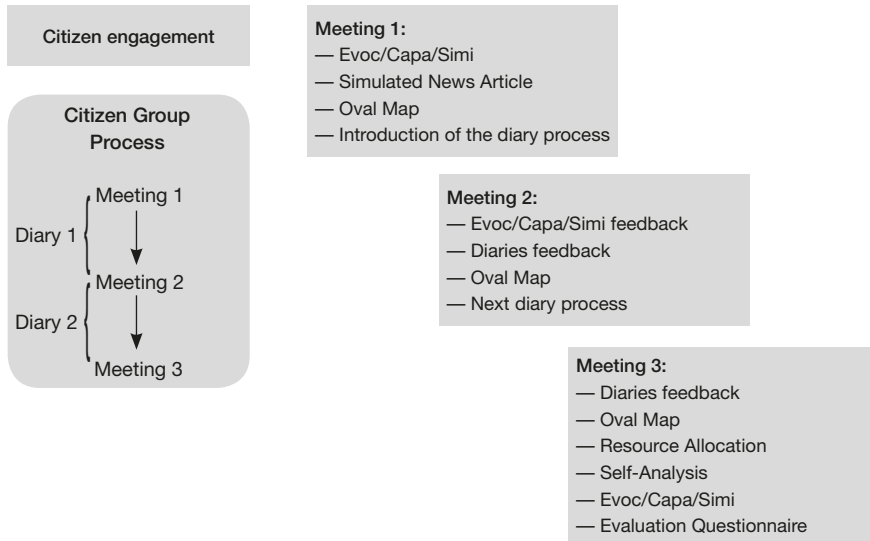 Citizen engagement
Citizen Group
Process
Meeting 1
Diary 1
Meeting 2
Diary 2
Meeting 3
Meeting 1:
— Evoc/Capa/Simi
— Simulated News Article
— Oval Map
— Introduction of the diary process
Meeting 2:
— Evoc/Capa/Simi feedback
— Diaries feedback
— Oval Map
— Next diary process
Meeting 3:
— Diaries feedback
— Oval Map
— Resource Allocation
— Self-Analysis
— Evoc/Capa/Simi
— Evaluation Questionnaire